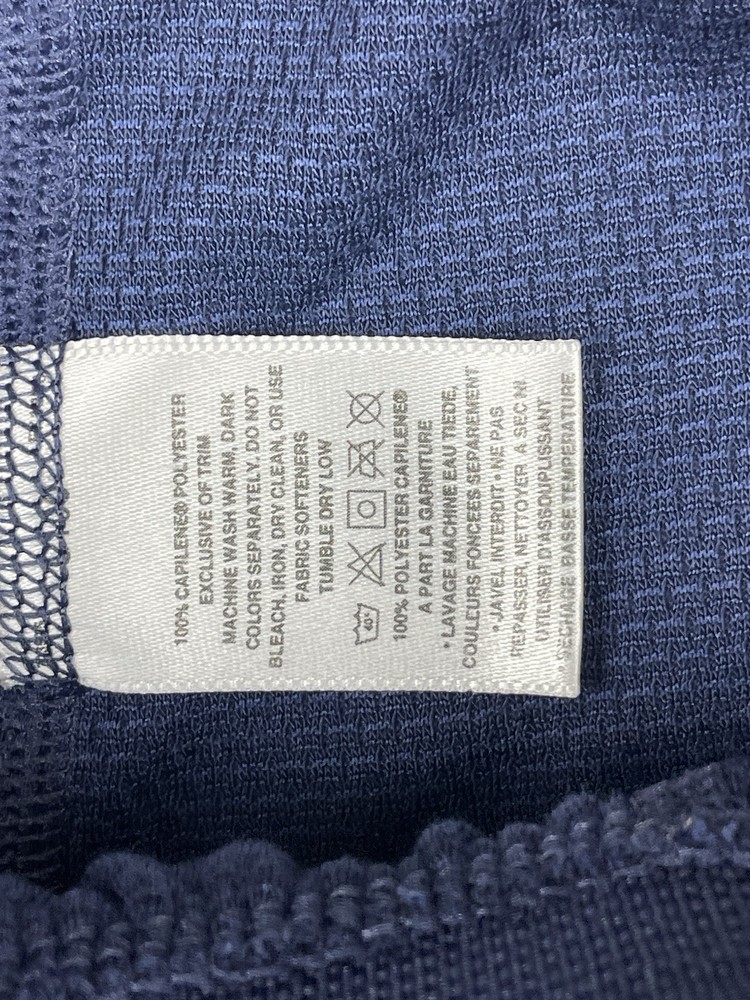 100% CAPILENE® POLYESTER
EXCLUSIVE OF TRIM
MACHINE WASH WARM, DARK
COLORS SEPARATELY. DO NOT
BLEACH, IRON, DRY CLEAN, OR USE
FABRIC SOFTENERS
TUMBLE DRY LOW
40°
100% POLYESTER CAPILENE®
A PART LA GARNITURE
• LAVAGE MACHINE EAU TIEDE,
COULEURS FONCEES SEPAREMENT
• JAVEL INTERDIT • NE PAS
REPASSER, NETTOYER A SEC NI
UTILISER D'ASSOUPLISSANT
BASSE TEMPERATURE